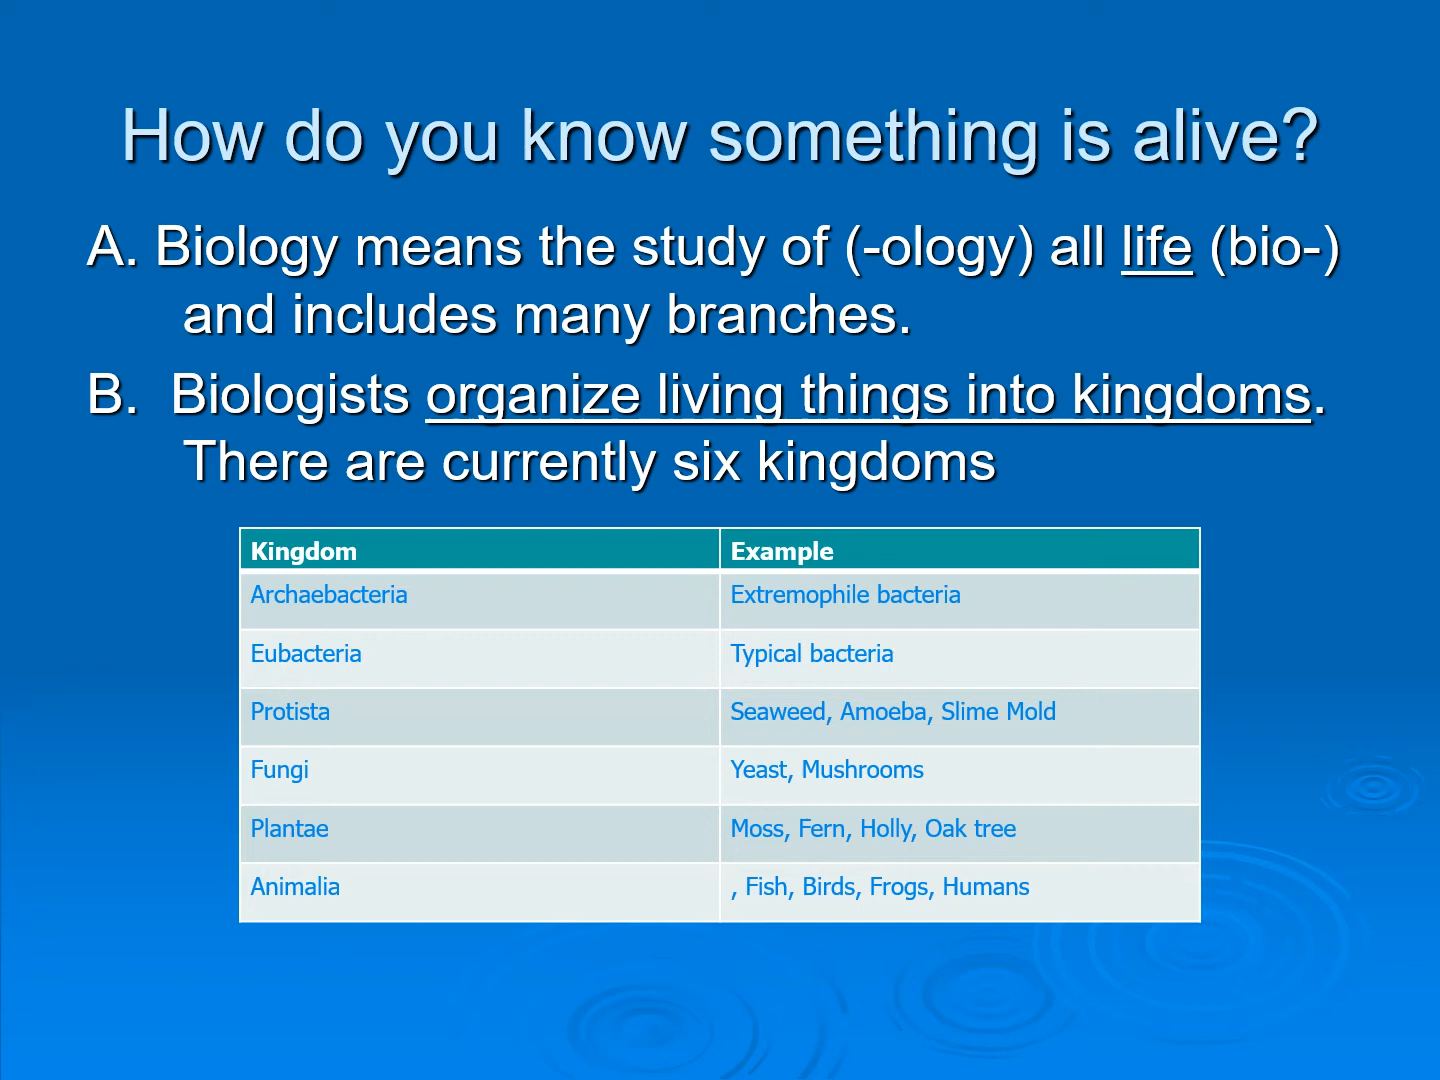 How do you know something is alive?
A. Biology means the study of (-ology) all life (bio-)
and includes many branches.
B. Biologists organize living things into kingdoms.
There are currently six kingdoms
Kingdom Example
Archaebacteria Extremophile bacteria
Eubacteria Typical bacteria
Protista Seaweed, Amoeba, Slime Mold
Fungi Yeast, Mushrooms
Plantae Moss, Fern, Holly, Oak tree
Animalia , Fish, Birds, Frogs, Humans